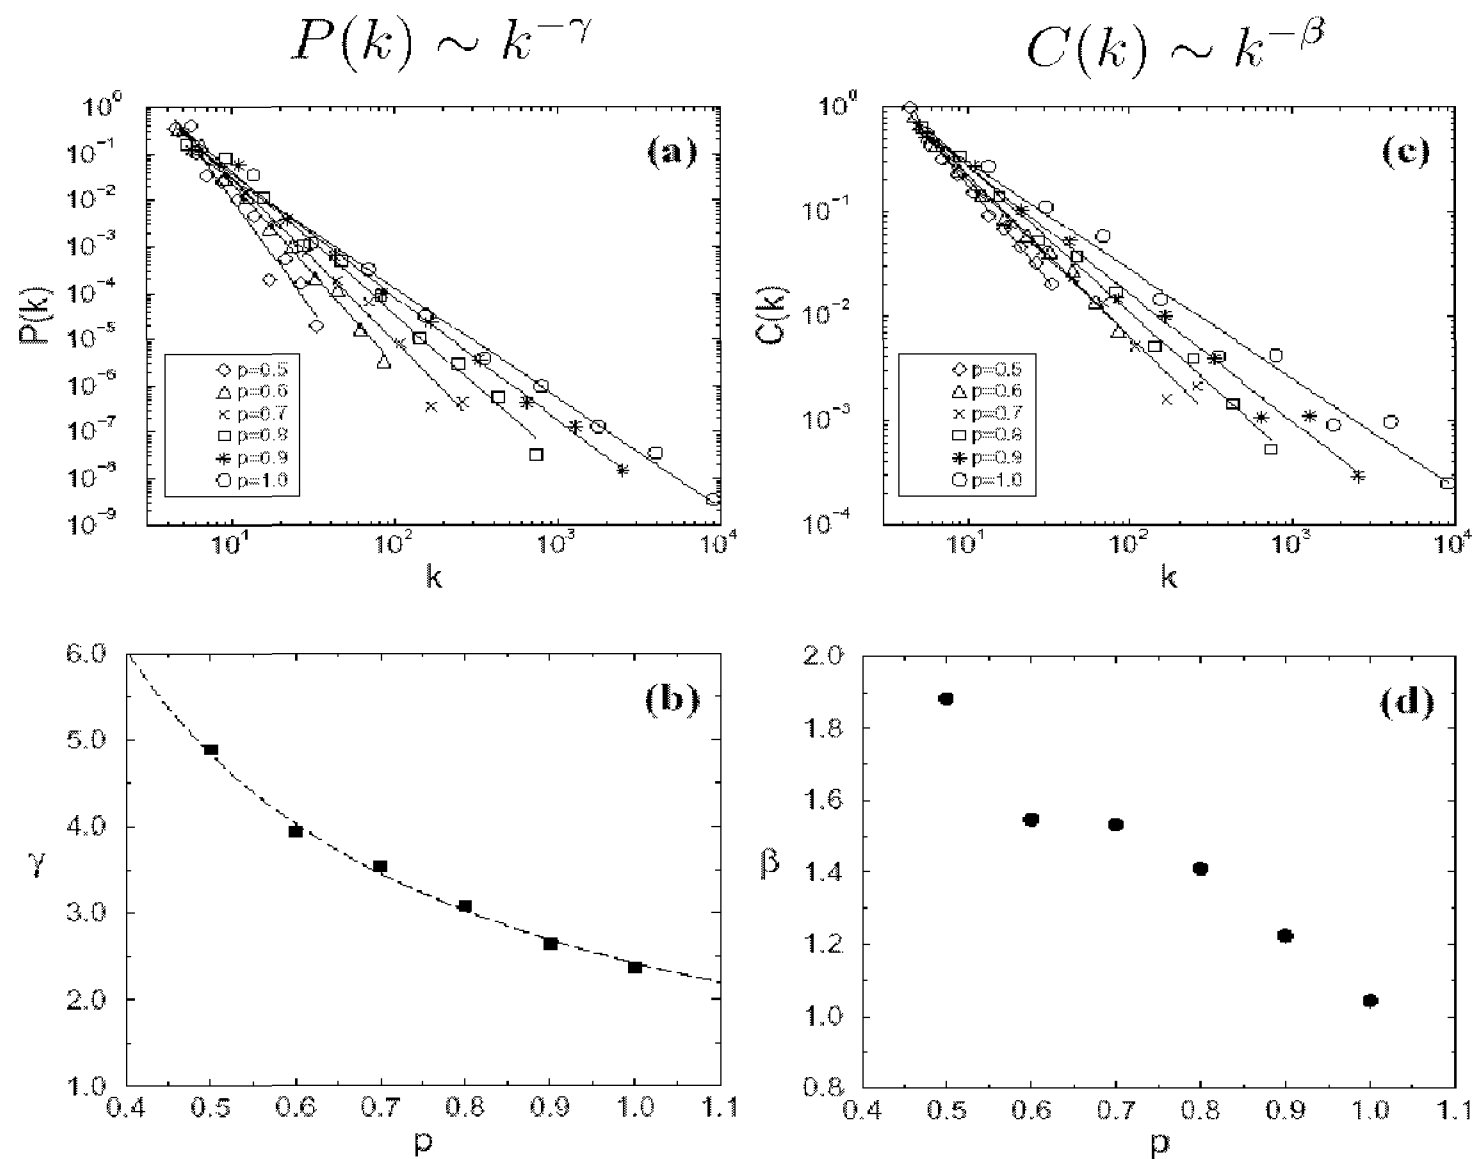 P(k) ∼ k^{−γ}
C(k) ∼ k^{−β}
(a)
P(k)
10^0
10^{−1}
10^{−2}
10^{−3}
10^{−4}
10^{−5}
10^{−6}
10^{−7}
10^{−8}
10^{−9}
p=0.5
p=0.6
p=0.7
p=0.8
p=0.9
p=1.0
10^1 10^2 10^3 10^4
k
(c)
C(k)
10^0
10^{−1}
10^{−2}
10^{−3}
10^{−4}
p=0.5
p=0.6
p=0.7
p=0.8
p=0.9
p=1.0
10^1 10^2 10^3 10^4
k
(b)
γ
6.0
5.0
4.0
3.0
2.0
1.0
0.4 0.5 0.6 0.7 0.8 0.9 1.0 1.1
p
(d)
β
2.0
1.8
1.6
1.4
1.2
1.0
0.8
0.4 0.5 0.6 0.7 0.8 0.9 1.0 1.1
p